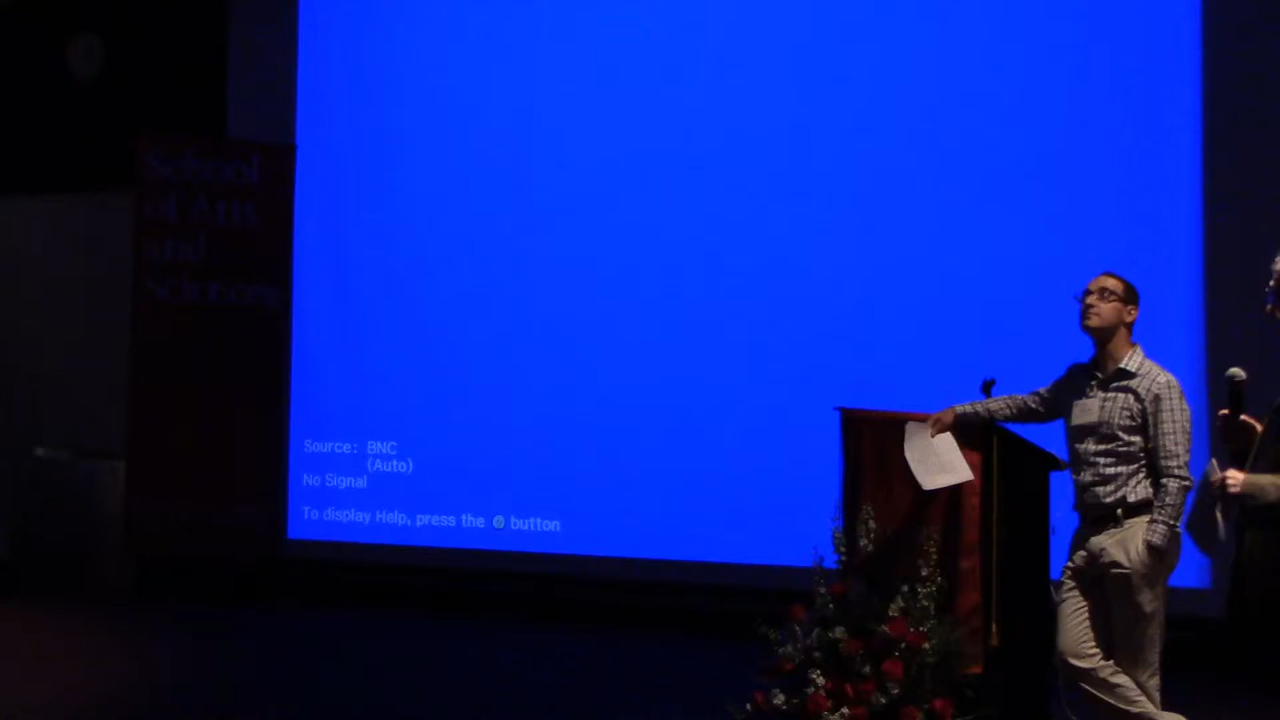 School
of Arts
and
Sciences
Source: BNC
(Auto)
No Signal
To display Help, press the button